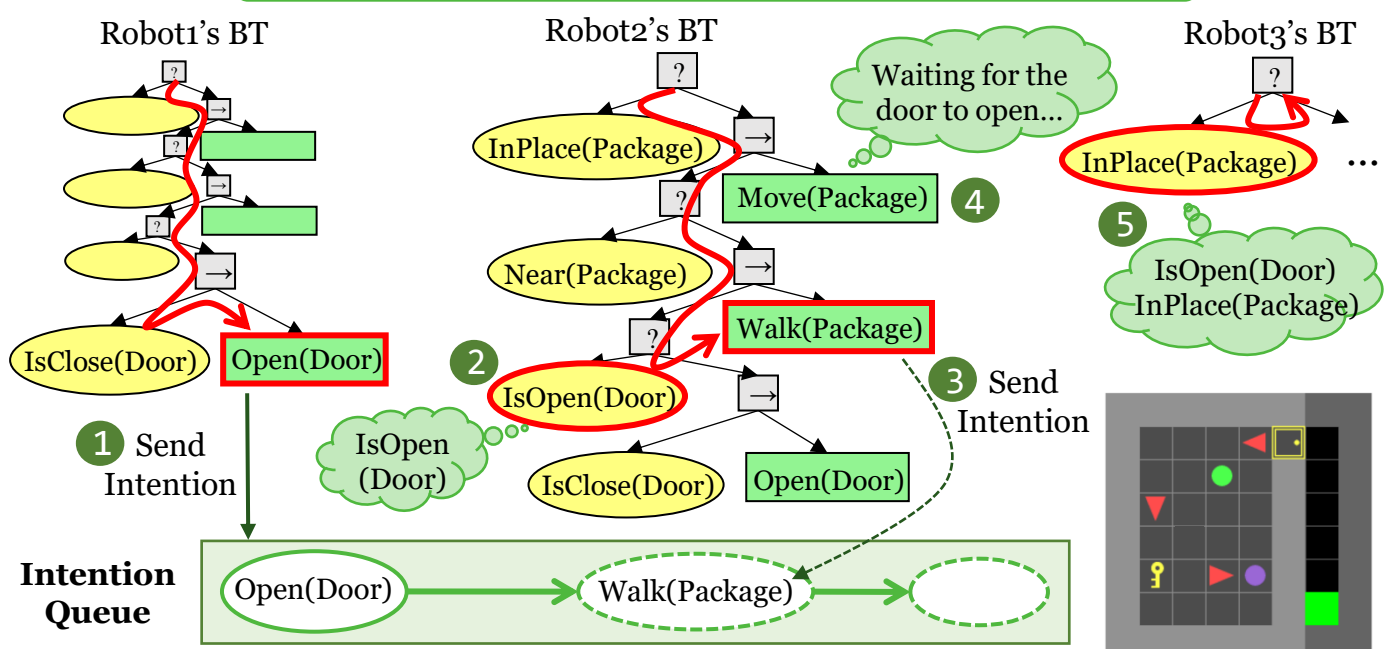 Robot1's BT
?
→
?
→
?
→
IsClose(Door)
Open(Door)
1 Send
Intention
Robot2's BT
?
InPlace(Package)
→
?
Move(Package)
4
Waiting for the
door to open...
Near(Package)
→
?
Walk(Package)
2
IsOpen(Door)
→
IsOpen
(Door)
IsClose(Door)
Open(Door)
3 Send
Intention
Robot3's BT
?
InPlace(Package)
...
5
IsOpen(Door)
InPlace(Package)
Intention
Queue
Open(Door)
Walk(Package)